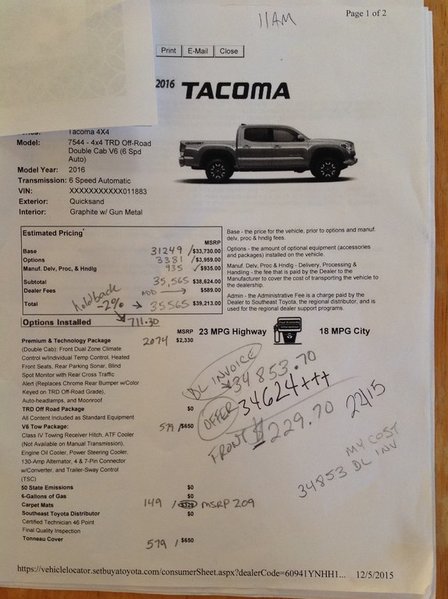 11AM
Page 1 of 2
Print E-Mail Close
2016 TACOMA
Tacoma 4X4
Model: 7544 - 4x4 TRD Off-Road
Double Cab V6 (6 Spd
Auto)
Model Year: 2016
Transmission: 6 Speed Automatic
VIN: XXXXXXXXXXX011883
Exterior: Quicksand
Interior: Graphite w/ Gun Metal
Estimated Pricing
MSRP
Base 31249 / $33,730.00
Options 3381 / $3,959.00
Manuf. Delv, Proc, & Hndlg 935 / $935.00
Subtotal 35,565 $38,624.00
Dealer Fees $589.00
Total 35565 $39,213.00
Base - the price for the vehicle, prior to options and manuf.
delv, proc & hndlg fees
Options - the amount of optional equipment (accessories
and packages) installed on the vehicle.
Manuf. Delv, Proc & Hndlg - Delivery, Processing &
Handling - the fee that is paid by the Dealer to the
Manufacturer to cover the cost of transporting the vehicle to
the dealership.
Admin - the Administrative Fee is a charge paid by the
Dealer to Southeast Toyota, the regional distributor, and is
used for the regional dealer support programs.
Holdback
-2%
711.30
Options Installed
MSRP 23 MPG Highway 18 MPG City
Premium & Technology Package 2074 $2,330
(Double Cab): Front Dual Zone Climate
Control w/Individual Temp Control, Heated
Front Seats, Rear Parking Sonar, Blind
Spot Monitor with Rear Cross Traffic
Alert (Replaces Chrome Rear Bumper w/Color
Keyed on TRD Off-Road Grade),
Auto headlamps, and Moonroof
TRD Off Road Package $0
All Content Included as Standard Equipment
V6 Tow Package: 579 / $650
Class IV Towing Receiver Hitch, ATF Cooler
(Not Available on Manual Transmission),
Engine Oil Cooler, Power Steering Cooler,
130-Amp Alternator, 4 & 7-Pin Connector
w/Converter, and Trailer-Sway Control
(TSC)
50 State Emissions $0
6-Gallons of Gas $0
Carpet Mats 149 / MSRP 209
Southeast Toyota Distributor $0
Certified Technician 46 Point
Final Quality Inspection
Tonneau Cover 579 / $650
DL INVOICE
34853.70
OFFER 34624+++
FRONT $ 229.70
22415
MY COST
34853 DL INV
https://vehiclelocator.setbuyatoyota.com/consumerSheet.aspx?dealerCode=60941YNHH1... 12/5/2015